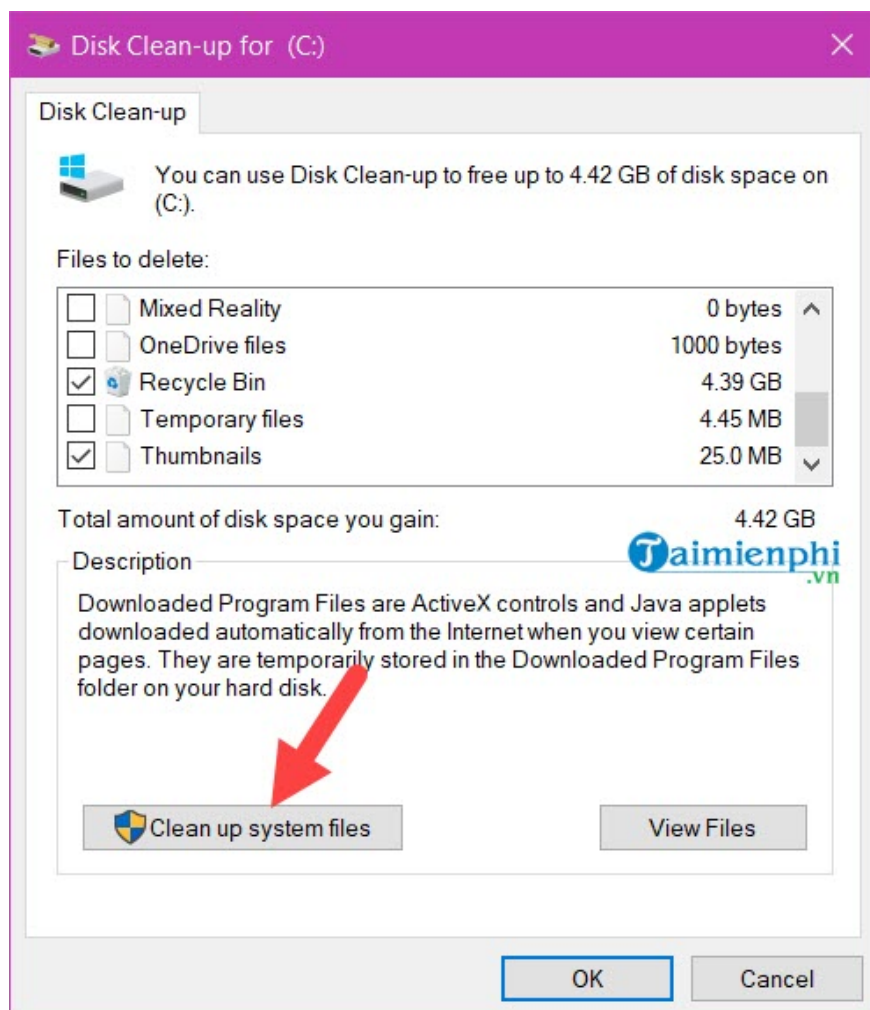 Disk Clean-up for (C:)
Disk Clean-up
You can use Disk Clean-up to free up to 4.42 GB of disk space on
(C:).
Files to delete:
Mixed Reality 0 bytes
OneDrive files 1000 bytes
Recycle Bin 4.39 GB
Temporary files 4.45 MB
Thumbnails 25.0 MB
Total amount of disk space you gain: 4.42 GB
Taimienphi
.vn
Description
Downloaded Program Files are ActiveX controls and Java applets
downloaded automatically from the Internet when you view certain
pages. They are temporarily stored in the Downloaded Program Files
folder on your hard disk.
Clean up system files View Files
OK Cancel